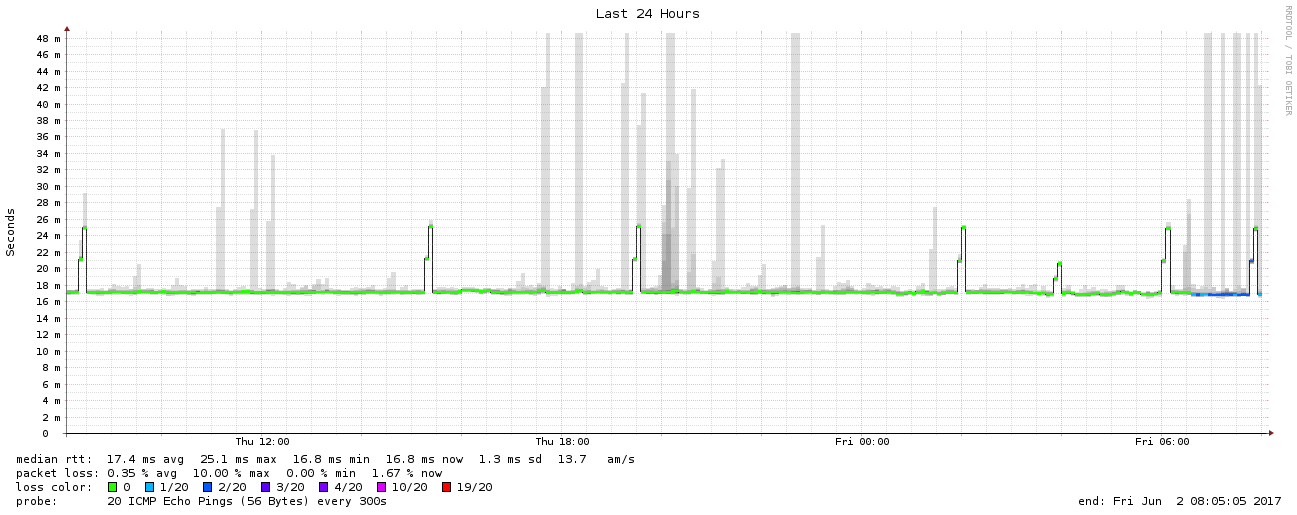 Last 24 Hours
RRDTOOL / TOBI OETIKER
Seconds
48 m
46 m
44 m
42 m
40 m
38 m
36 m
34 m
32 m
30 m
28 m
26 m
24 m
22 m
20 m
18 m
16 m
14 m
12 m
10 m
8 m
6 m
4 m
2 m
0
Thu 12:00 Thu 18:00 Fri 00:00 Fri 06:00
median rtt: 17.4 ms avg 25.1 ms max 16.8 ms min 16.8 ms now 1.3 ms sd 13.7 am/s
packet loss: 0.35 % avg 10.00 % max 0.00 % min 1.67 % now
loss color: 0 1/20 2/20 3/20 4/20 10/20 19/20
probe: 20 ICMP Echo Pings (56 Bytes) every 300s end: Fri Jun 2 08:05:05 2017